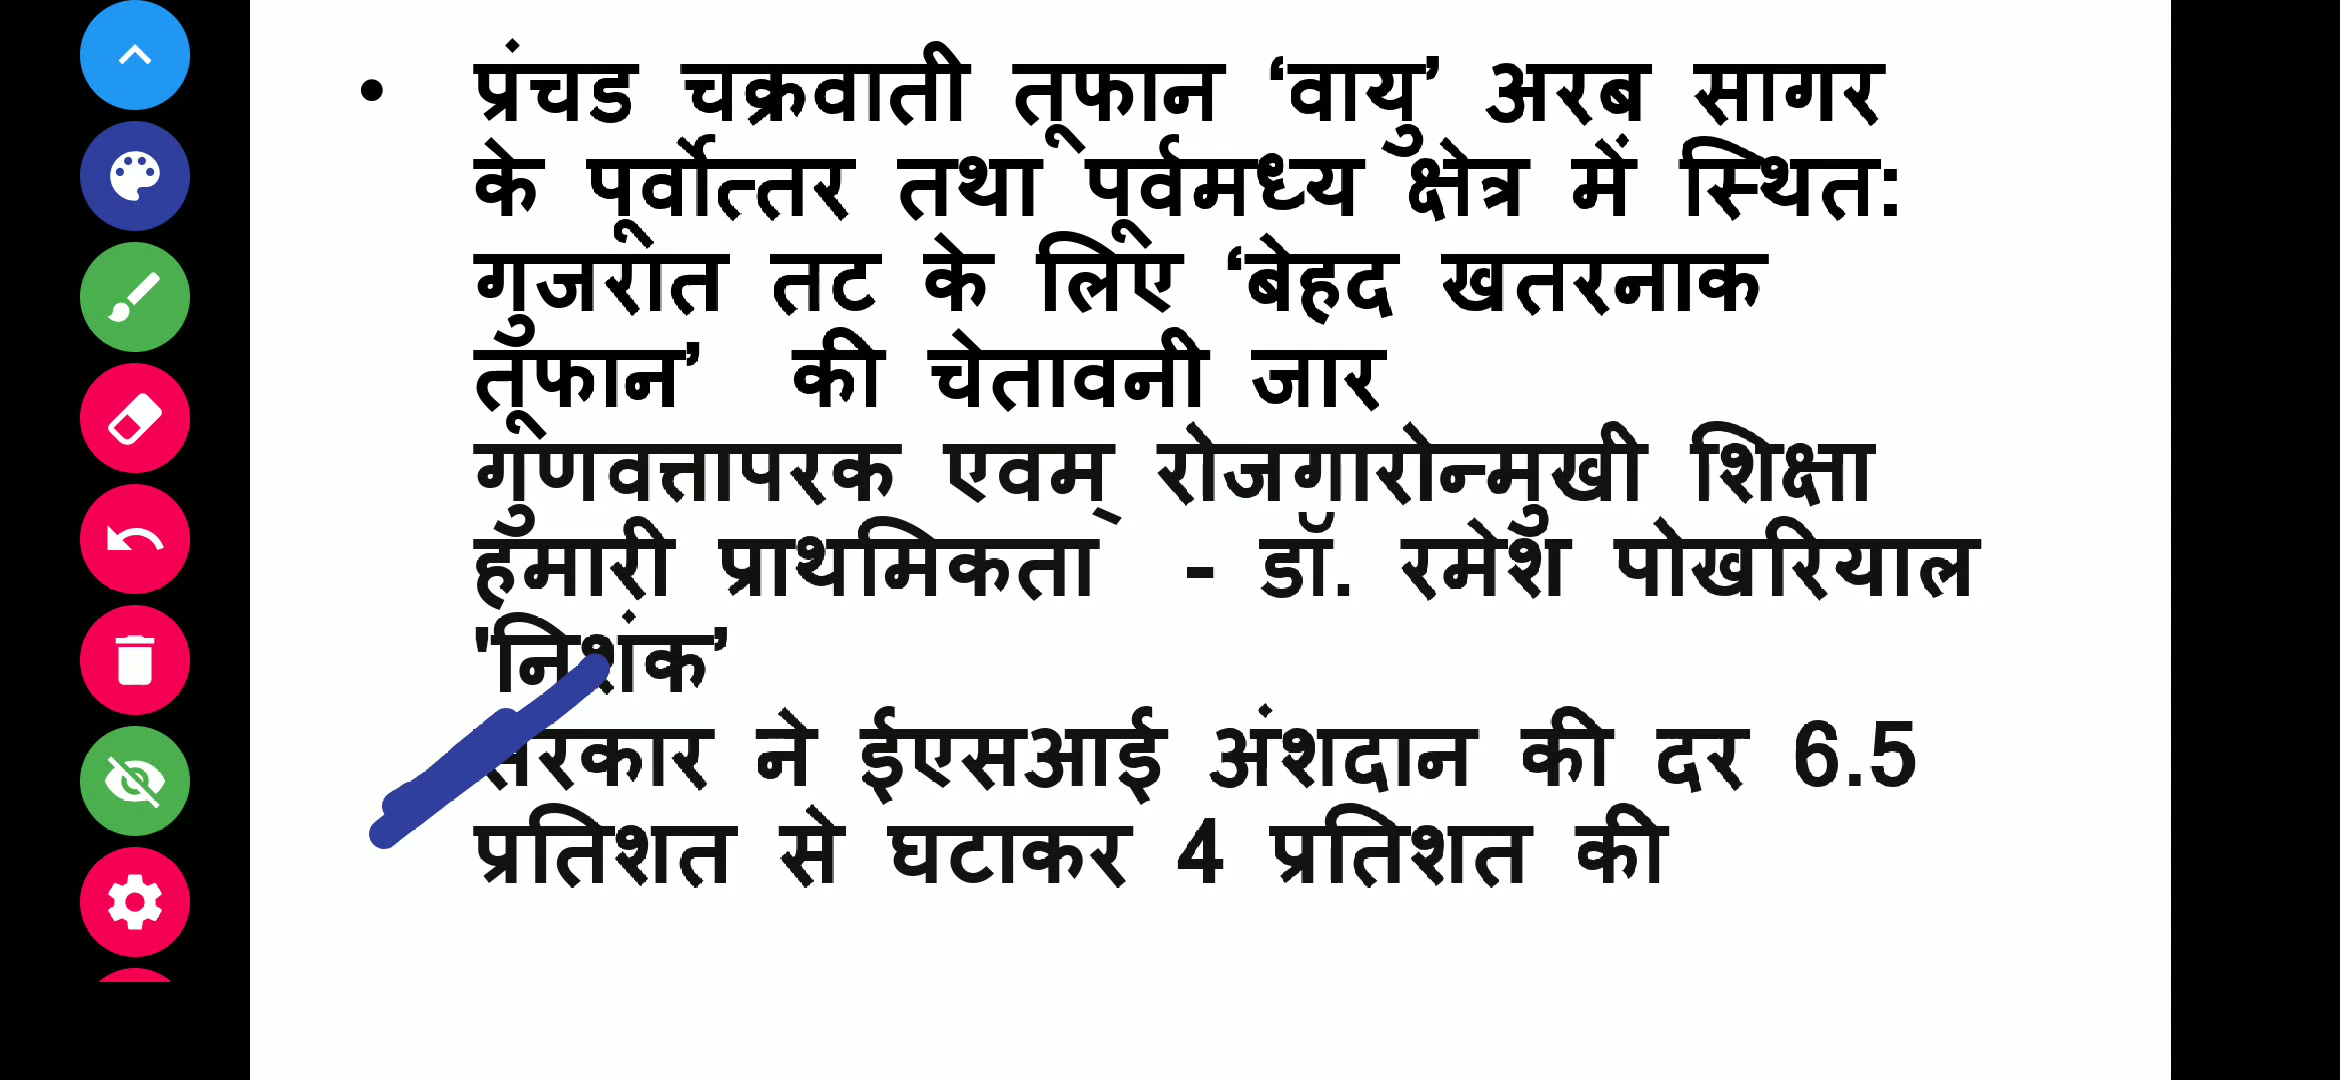 • प्रंचड चक्रवाती तूफान ‘वायु’ अरब सागर
के पूर्वोत्तर तथा पूर्वमध्य क्षेत्र में स्थित:
गुजरात तट के लिए ‘बेहद खतरनाक
तूफान’ की चेतावनी जार
गुणवत्तापरक एवम् रोजगारोन्मुखी शिक्षा
हमारी प्राथमिकता - डॉ. रमेश पोखरियाल
'निशंक’
सरकार ने ईएसआई अंशदान की दर 6.5
प्रतिशत से घटाकर 4 प्रतिशत की